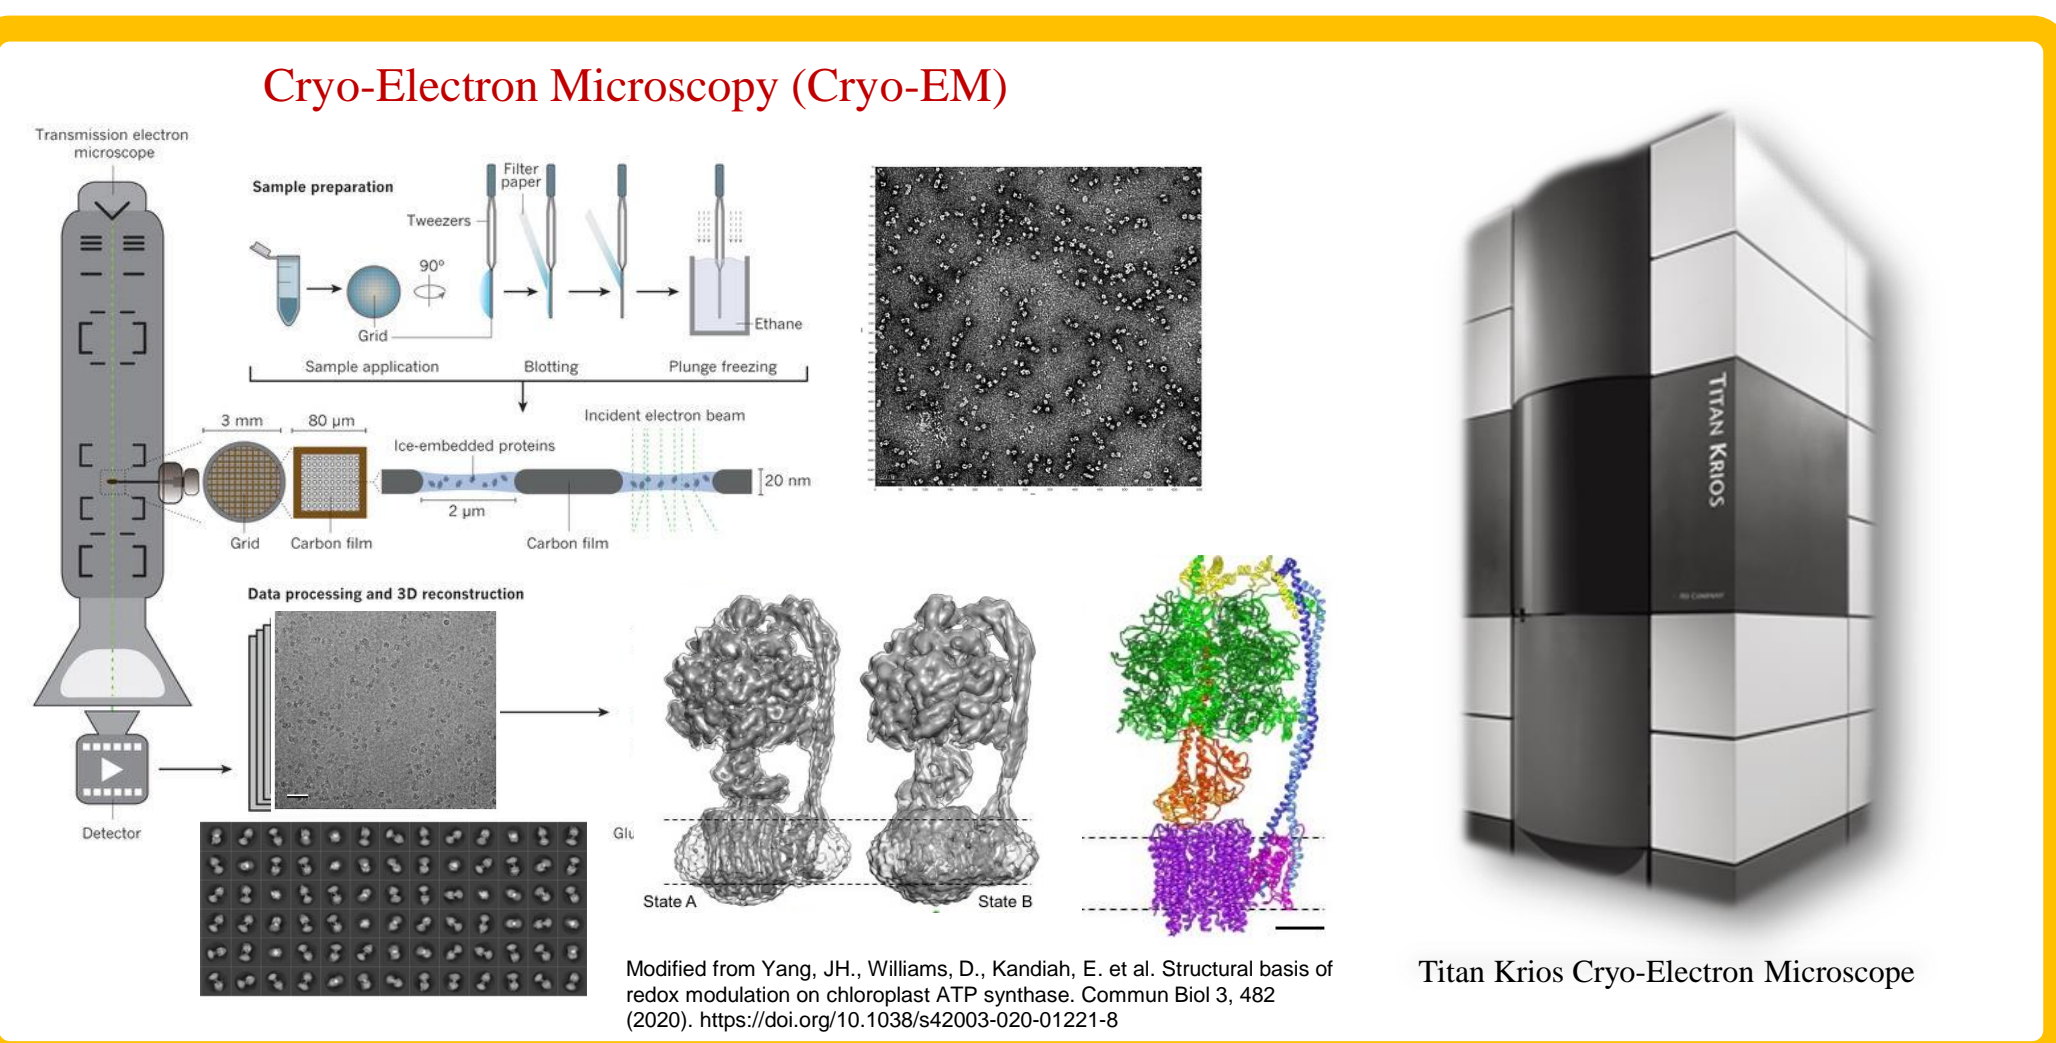 Cryo-Electron Microscopy (Cryo-EM)
Transmission electron
microscope
Sample preparation
Filter
paper
Tweezers
90º
Grid
Ethane
Sample application
Blotting
Plunge freezing
3 mm
80 µm
Incident electron beam
Ice-embedded proteins
20 nm
2 µm
Grid
Carbon film
Carbon film
Data processing and 3D reconstruction
Detector
Glu
State A
State B
Modified from Yang, JH., Williams, D., Kandiah, E. et al. Structural basis of
redox modulation on chloroplast ATP synthase. Commun Biol 3, 482
(2020). https://doi.org/10.1038/s42003-020-01221-8
TITAN KRIOS
Titan Krios Cryo-Electron Microscope